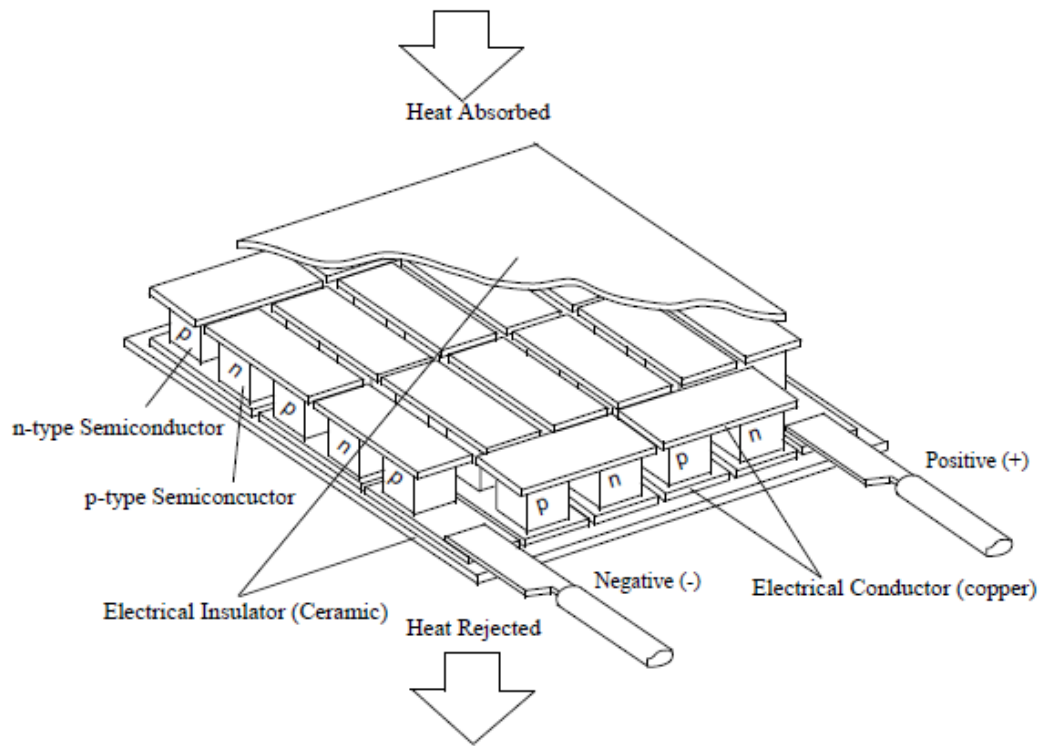 Heat Absorbed
p
n
p
n
p
p
n
p
n
n-type Semiconductor
p-type Semiconcuctor
Positive (+)
Negative (-)
Electrical Conductor (copper)
Electrical Insulator (Ceramic)
Heat Rejected